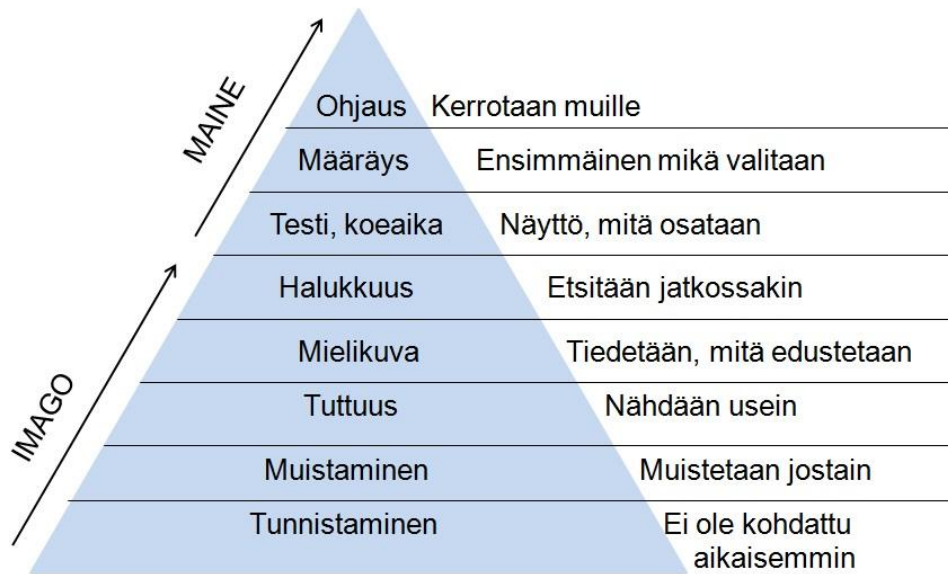 MAINE
IMAGO
Ohjaus Kerrotaan muille
Määräys Ensimmäinen mikä valitaan
Testi, koeaika Näyttö, mitä osataan
Halukkuus Etsitään jatkossakin
Mielikuva Tiedetään, mitä edustetaan
Tuttuus Nähdään usein
Muistaminen Muistetaan jostain
Tunnistaminen Ei ole kohdattu
aikaisemmin